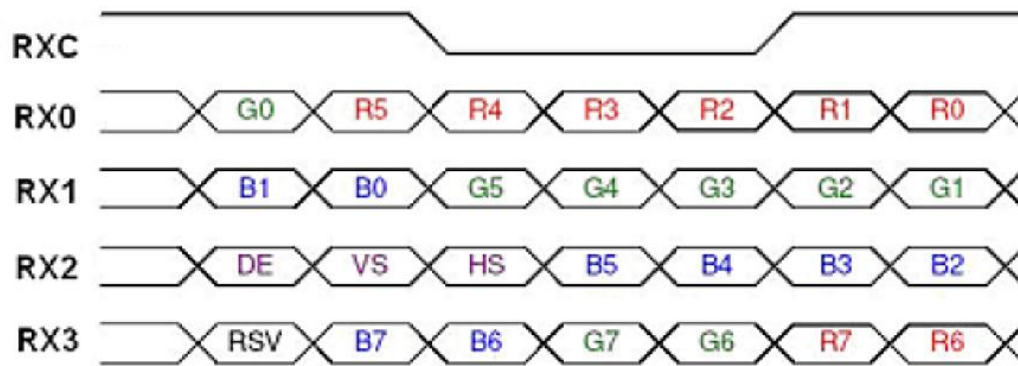 RXC
RX0 G0 R5 R4 R3 R2 R1 R0
RX1 B1 B0 G5 G4 G3 G2 G1
RX2 DE VS HS B5 B4 B3 B2
RX3 RSV B7 B6 G7 G6 R7 R6